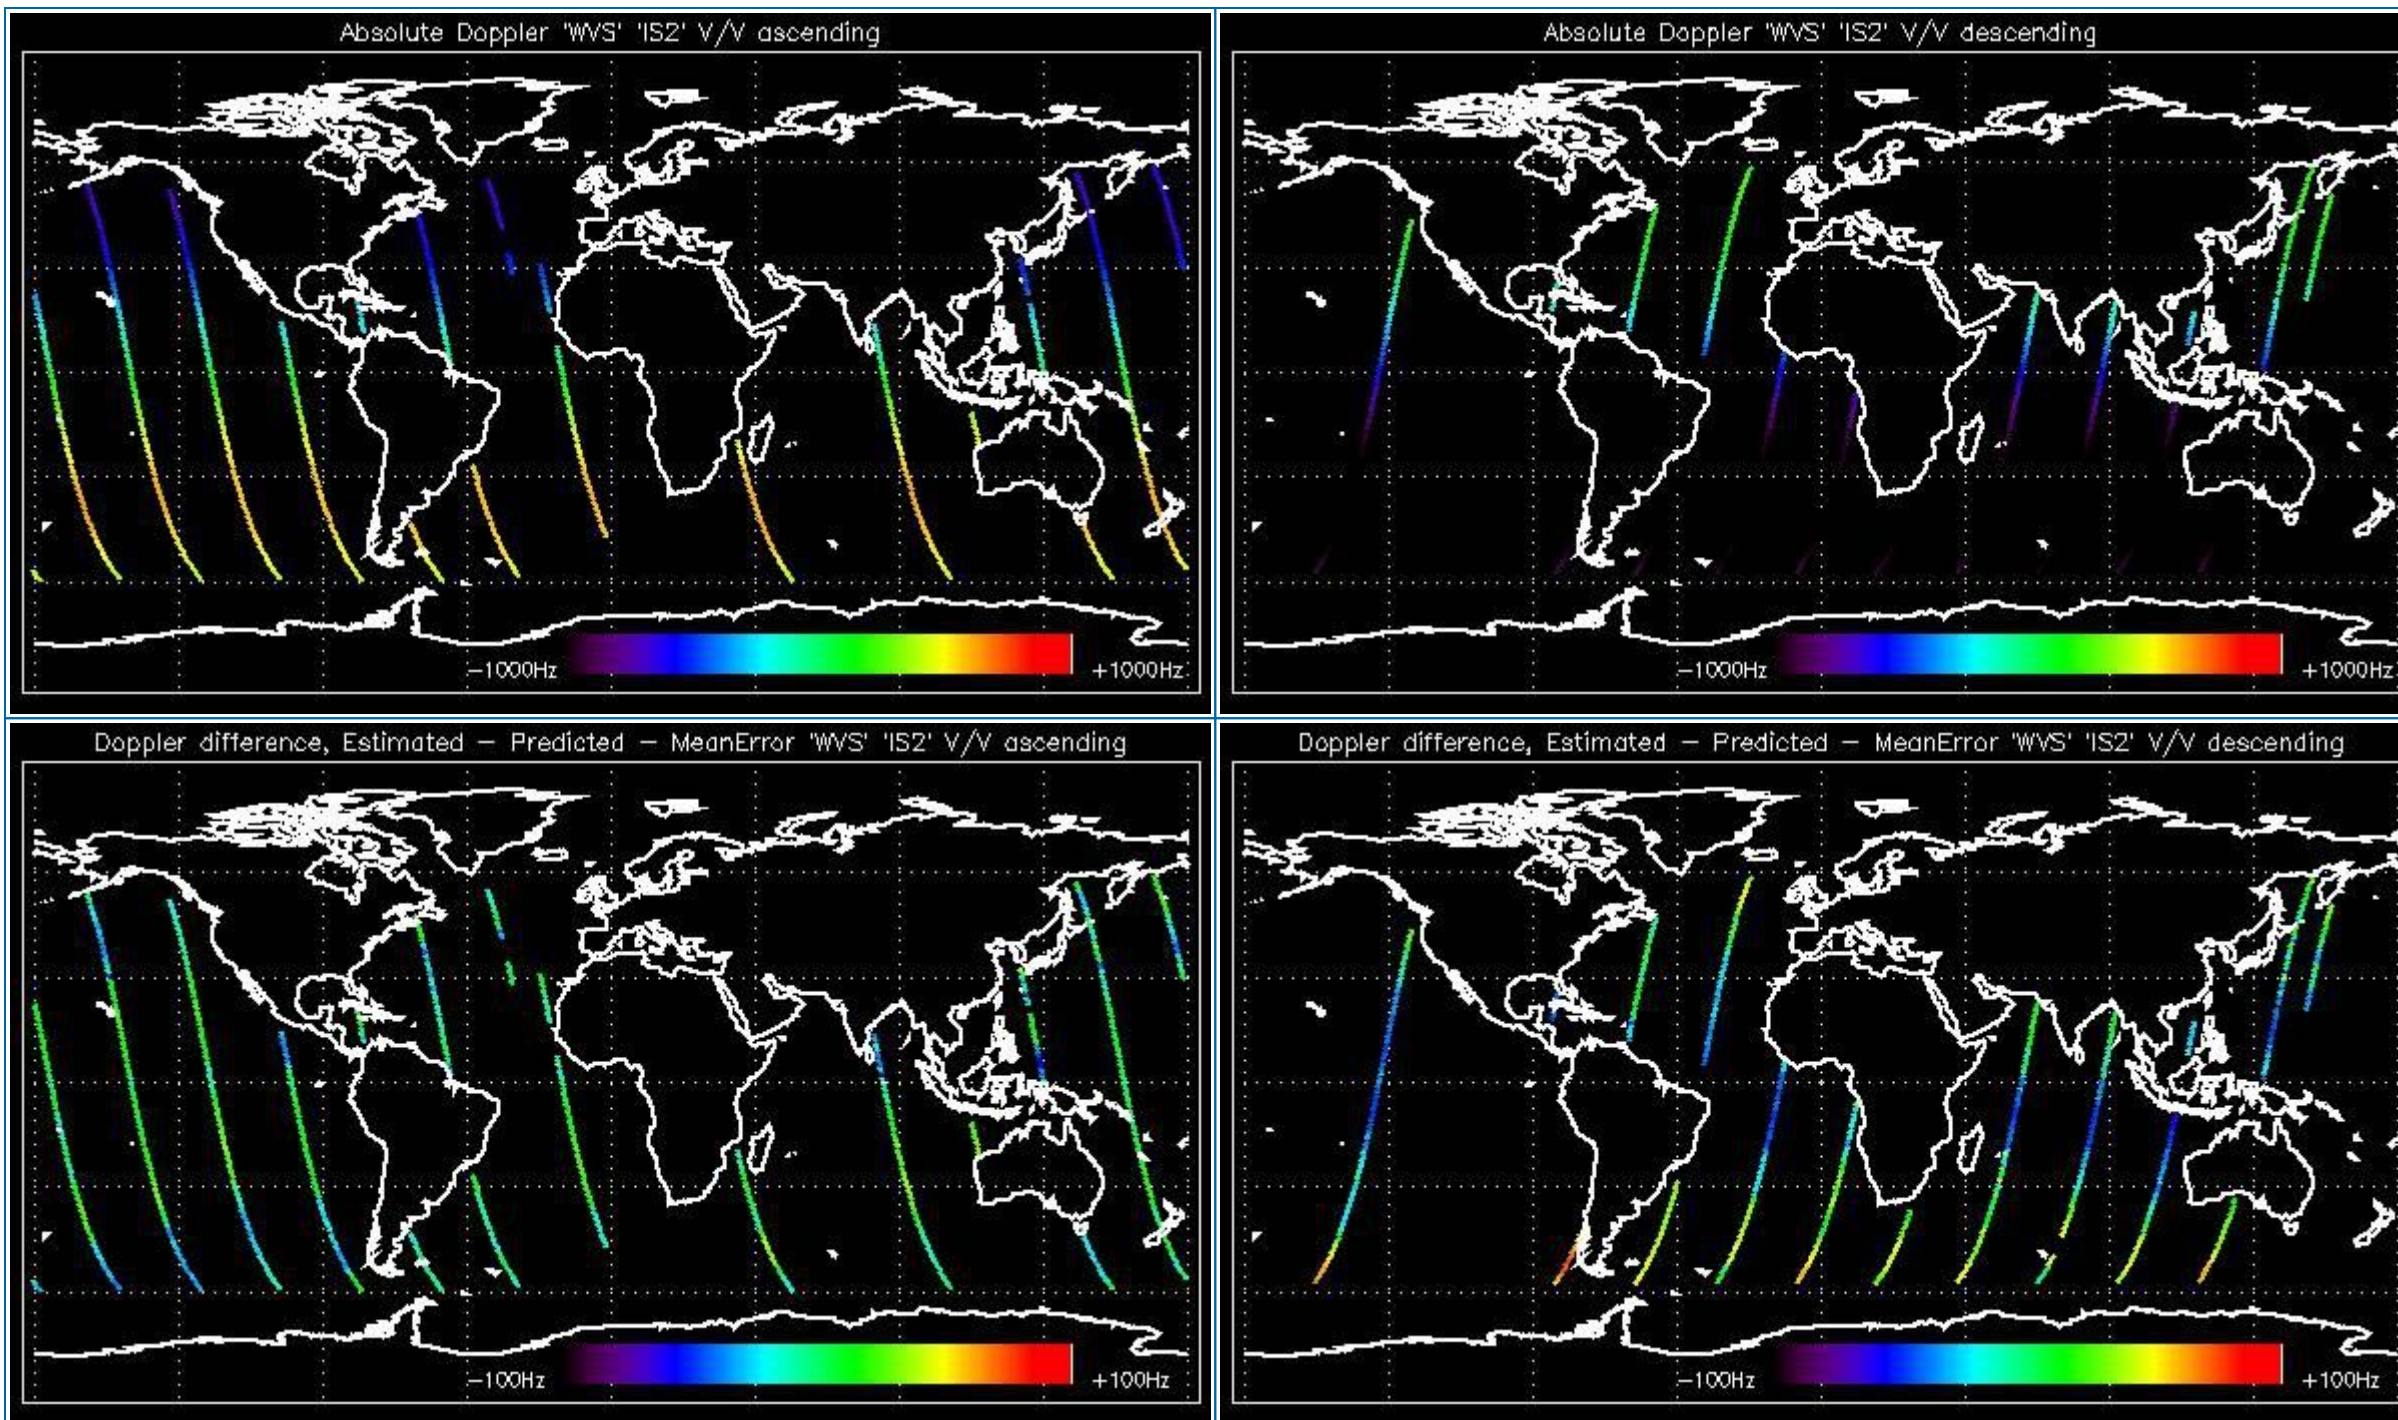 Absolute Doppler 'WVS' 'IS2' V/V ascending
-1000Hz
+1000Hz
Absolute Doppler 'WVS' 'IS2' V/V descending
-1000Hz
+1000Hz
Doppler difference, Estimated - Predicted - MeanError 'WVS' 'IS2' V/V ascending
-100Hz
+100Hz
Doppler difference, Estimated - Predicted - MeanError 'WVS' 'IS2' V/V descending
-100Hz
+100Hz